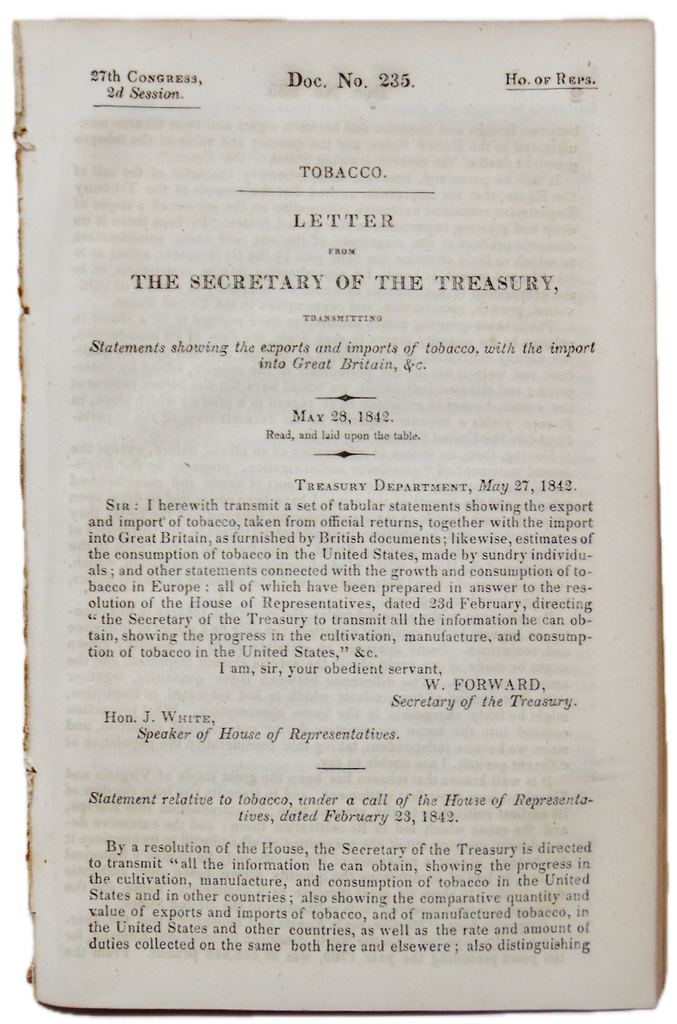 27th Congress,
2d Session.
Doc. No. 235.
Ho. of Reps.
TOBACCO.
LETTER
FROM
THE SECRETARY OF THE TREASURY,
TRANSMITTING
Statements showing the exports and imports of tobacco, with the import
into Great Britain, &c.
May 28, 1842.
Read, and laid upon the table.
Treasury Department, May 27, 1842.
Sir : I herewith transmit a set of tabular statements showing the export
and import of tobacco, taken from official returns, together with the import
into Great Britain, as furnished by British documents; likewise, estimates of
the consumption of tobacco in the United States, made by sundry individu-
als ; and other statements connected with the growth and consumption of to-
bacco in Europe : all of which have been prepared in answer to the res-
olution of the House of Representatives, dated 23d February, directing
“ the Secretary of the Treasury to transmit all the information he can ob-
tain, showing the progress in the cultivation, manufacture, and consump-
tion of tobacco in the United States,” &c.
I am, sir, your obedient servant,
W. FORWARD,
Secretary of the Treasury.
Hon. J. White,
Speaker of House of Representatives.
Statement relative to tobacco, under a call of the House of Representa-
tives, dated February 23, 1842.
By a resolution of the House, the Secretary of the Treasury is directed
to transmit “all the information he can obtain, showing the progress in
the cultivation, manufacture, and consumption of tobacco in the United
States and in other countries ; also showing the comparative quantity and
value of exports and imports of tobacco, and of manufactured tobacco, in
the United States and other countries, as well as the rate and amount of
duties collected on the same both here and elsewere ; also distinguishing